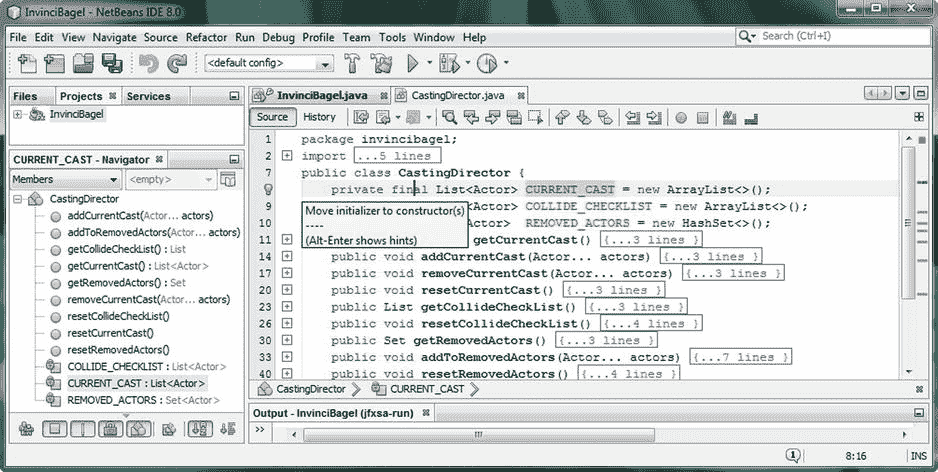 InvinciBagel - NetBeans IDE 8.0
File Edit View Navigate Source Refactor Run Debug Profile Team Tools Window Help
Search (Ctrl+I)
<default config>
Files Projects Services
InvinciBagel
CURRENT_CAST - Navigator
Members <empty>
CastingDirector
addCurrentCast(Actor... actors)
addToRemovedActors(Actor... actors)
getCollideCheckList() : List
getCurrentCast() : List<Actor>
getRemovedActors() : Set
removeCurrentCast(Actor... actors)
resetCollideCheckList()
resetCurrentCast()
resetRemovedActors()
COLLIDE_CHECKLIST : List<Actor>
CURRENT_CAST : List<Actor>
REMOVED_ACTORS : Set<Actor>
InvinciBagel.java CastingDirector.java
Source History
1 package invincibagel;
2 import ...5 lines
7 public class CastingDirector {
private final List<Actor> CURRENT_CAST = new ArrayList<>();
9 <Actor> COLLIDE_CHECKLIST = new ArrayList<>();
10 <Actor> REMOVED_ACTORS = new HashSet<>();
Move initializer to constructor(s)
----
(Alt-Enter shows hints)
11 getCurrentCast() {...3 lines }
14 public void addCurrentCast(Actor... actors) {...3 lines }
17 public void removeCurrentCast(Actor... actors) {...3 lines }
20 public void resetCurrentCast() {...3 lines }
23 public List getCollideCheckList() {...3 lines }
26 public void resetCollideCheckList() {...4 lines }
30 public Set getRemovedActors() {...3 lines }
33 public void addToRemovedActors(Actor... actors) {...7 lines }
40 public void resetRemovedActors() {...4 lines }
CastingDirector CURRENT_CAST
Output - InvinciBagel (jfxsa-run)
>>
1 8:16 INS